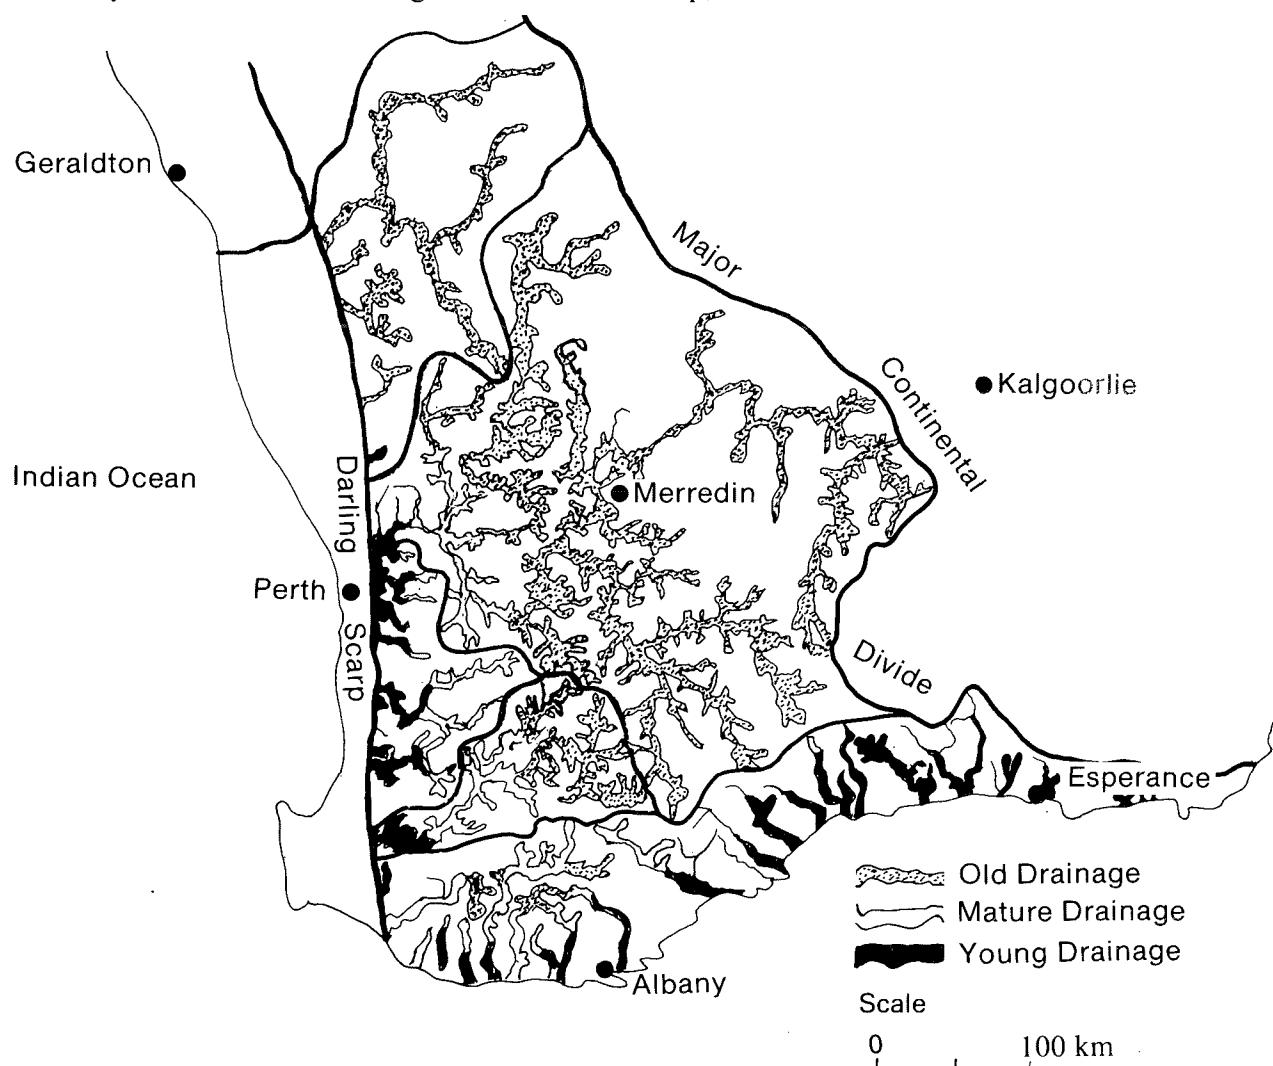 Geraldton
Major
Continental
Kalgoorlie
Indian Ocean
Darling
Merredin
Perth
Scarp
Divide
Esperance
Old Drainage
Mature Drainage
Young Drainage
Albany
Scale
0 100 km